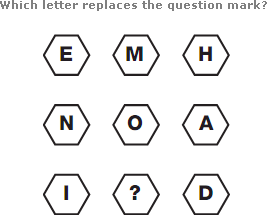 Which letter replaces the question mark?
E M H
N O A
I ? D